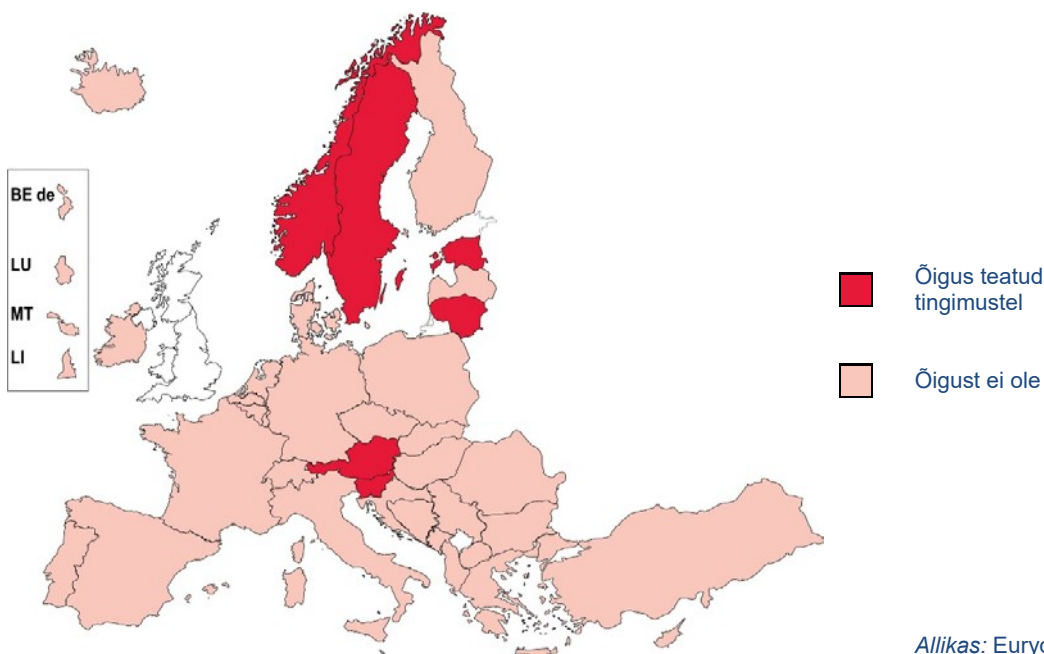 BE de
LU
MT
LI
Õigus teatud
tingimustel
Õigust ei ole
Allikas: